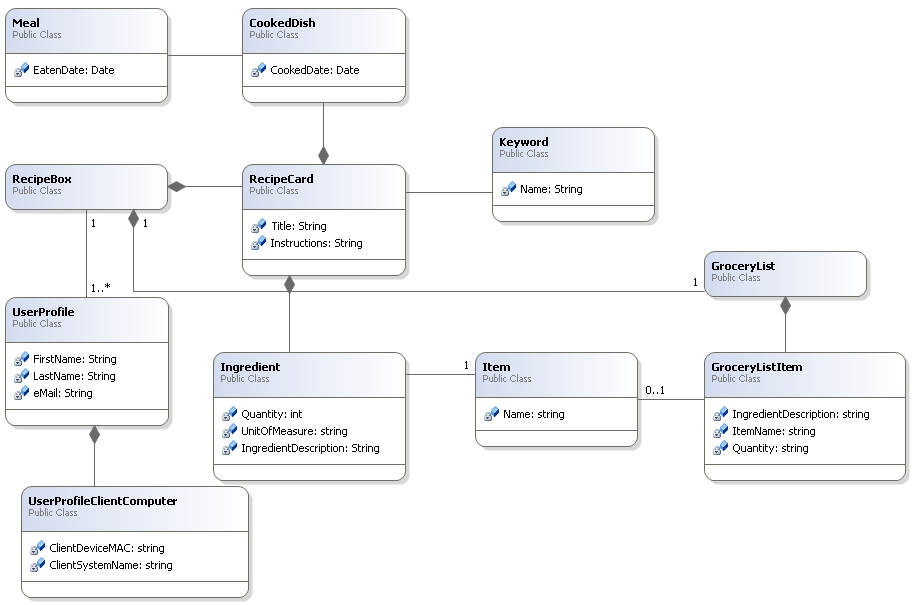 Meal
Public Class
EatenDate: Date
CookedDish
Public Class
CookedDate: Date
Keyword
Public Class
Name: String
RecipeBox
Public Class
RecipeCard
Public Class
Title: String
Instructions: String
1
1
1..*
GroceryList
Public Class
1
UserProfile
Public Class
FirstName: String
LastName: String
eMail: String
Ingredient
Public Class
Quantity: int
UnitOfMeasure: string
IngredientDescription: String
1
Item
Public Class
Name: string
0..1
GroceryListItem
Public Class
IngredientDescription: string
ItemName: string
Quantity: string
UserProfileClientComputer
Public Class
ClientDeviceMAC: string
ClientSystemName: string